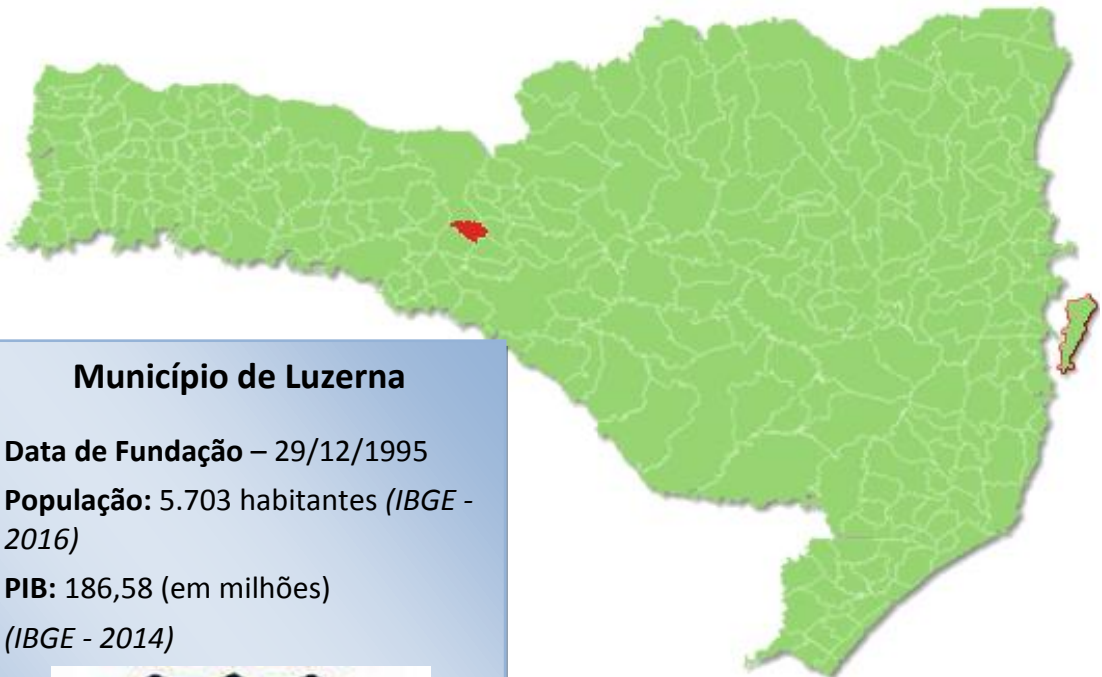 Município de Luzerna
Data de Fundação – 29/12/1995
População: 5.703 habitantes (IBGE -
2016)
PIB: 186,58 (em milhões)
(IBGE - 2014)